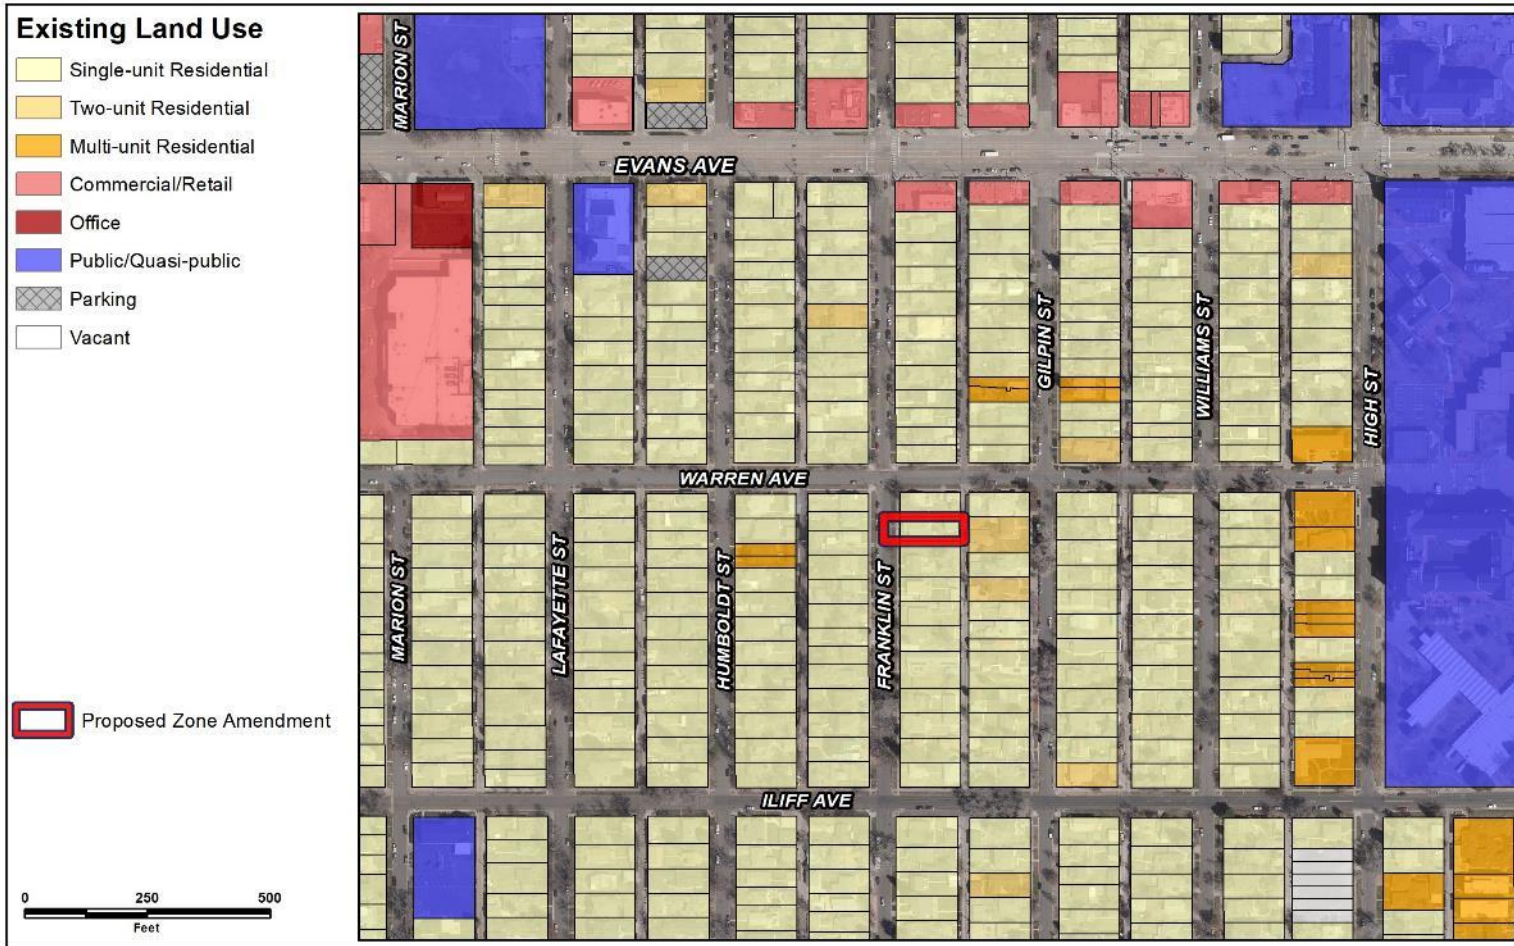 Existing Land Use
Single-unit Residential
Two-unit Residential
Multi-unit Residential
Commercial/Retail
Office
Public/Quasi-public
Parking
Vacant
Proposed Zone Amendment
0 250 500
Feet
MARION ST
EVANS AVE
GILPIN ST
WILLIAMS ST
HIGH ST
WARREN AVE
MARION ST
LAFAYETTE ST
HUMBOLDT ST
FRANKLIN ST
ILIFF AVE